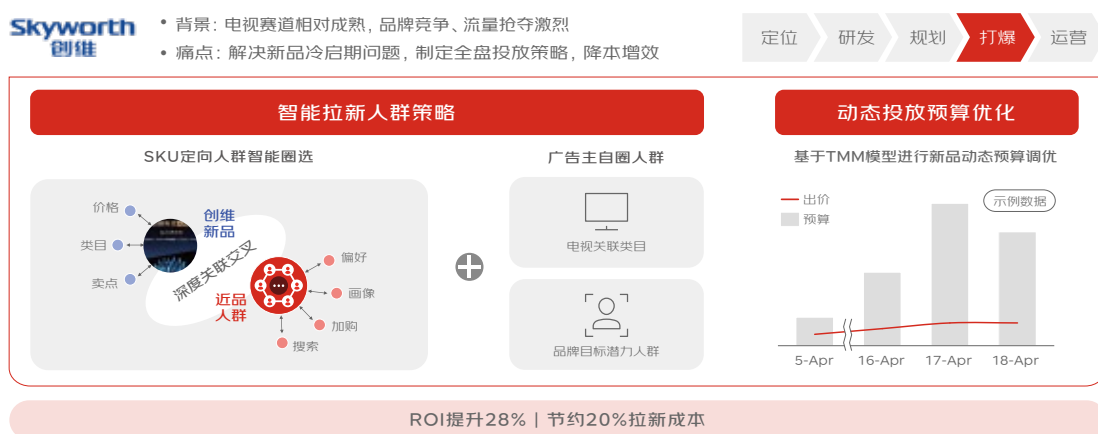 Skyworth
创维
• 背景: 电视赛道相对成熟, 品牌竞争、流量抢夺激烈
• 痛点: 解决新品冷启期问题, 制定全盘投放策略, 降本增效
定位
研发
规划
打爆
运营
智能拉新人群策略
SKU定向人群智能圈选
价格
类目
卖点
创维
新品
深度关联交叉
近品
人群
偏好
画像
加购
搜索
广告主自圈人群
电视关联类目
品牌目标潜力人群
动态投放预算优化
基于TMM模型进行新品动态预算调优
出价
预算
示例数据
5-Apr
16-Apr
17-Apr
18-Apr
ROI提升28% | 节约20%拉新成本